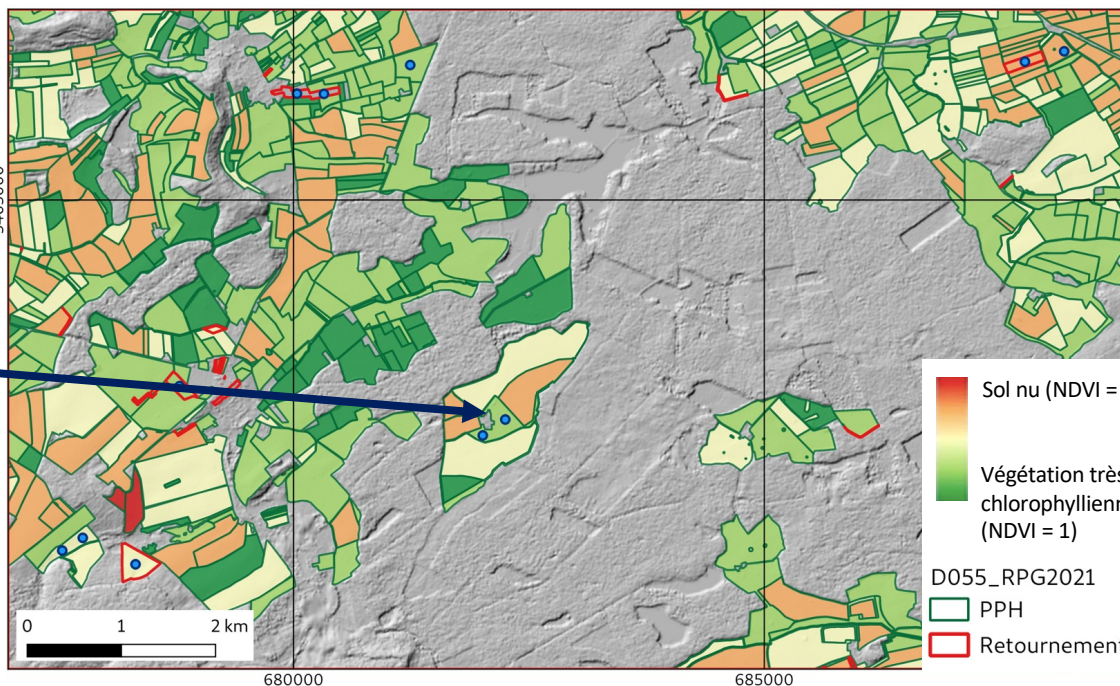 Sol nu (NDVI =
Végétation très
chlorophyllienn
(NDVI = 1)
D055_RPG2021
PPH
Retournement
0 1 2 km
680000
685000